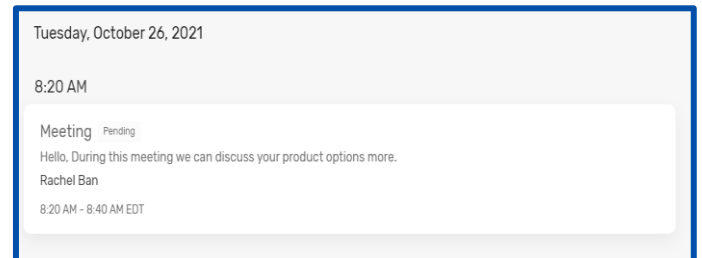 Tuesday, October 26, 2021
8:20 AM
Meeting Pending
Hello, During this meeting we can discuss your product options more.
Rachel Ban
8:20 AM - 8:40 AM EDT